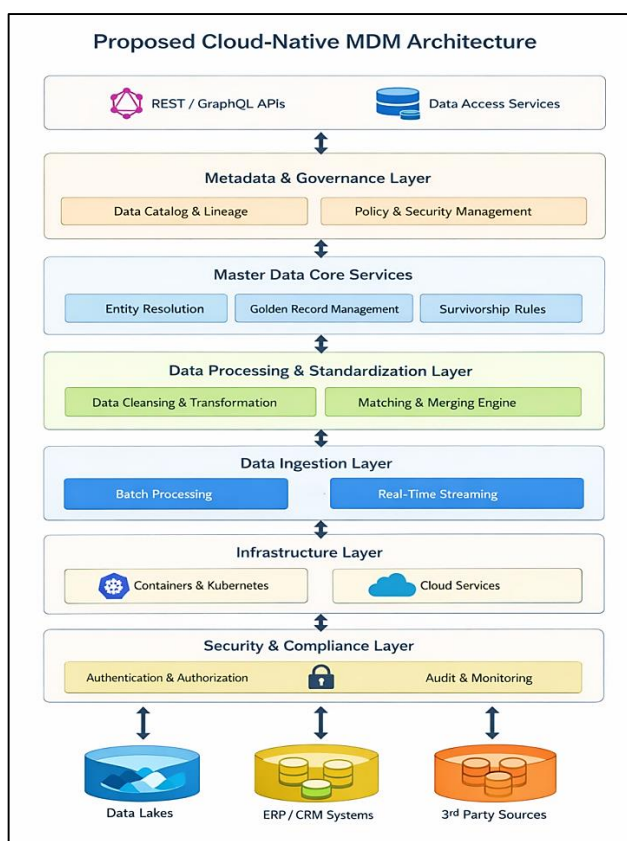 Proposed Cloud-Native MDM Architecture
REST / GraphQL APIs
Data Access Services
Metadata & Governance Layer
Data Catalog & Lineage
Policy & Security Management
Master Data Core Services
Entity Resolution
Golden Record Management
Survivorship Rules
Data Processing & Standardization Layer
Data Cleansing & Transformation
Matching & Merging Engine
Data Ingestion Layer
Batch Processing
Real-Time Streaming
Infrastructure Layer
Containers & Kubernetes
Cloud Services
Security & Compliance Layer
Authentication & Authorization
Audit & Monitoring
Data Lakes
ERP / CRM Systems
3rd Party Sources